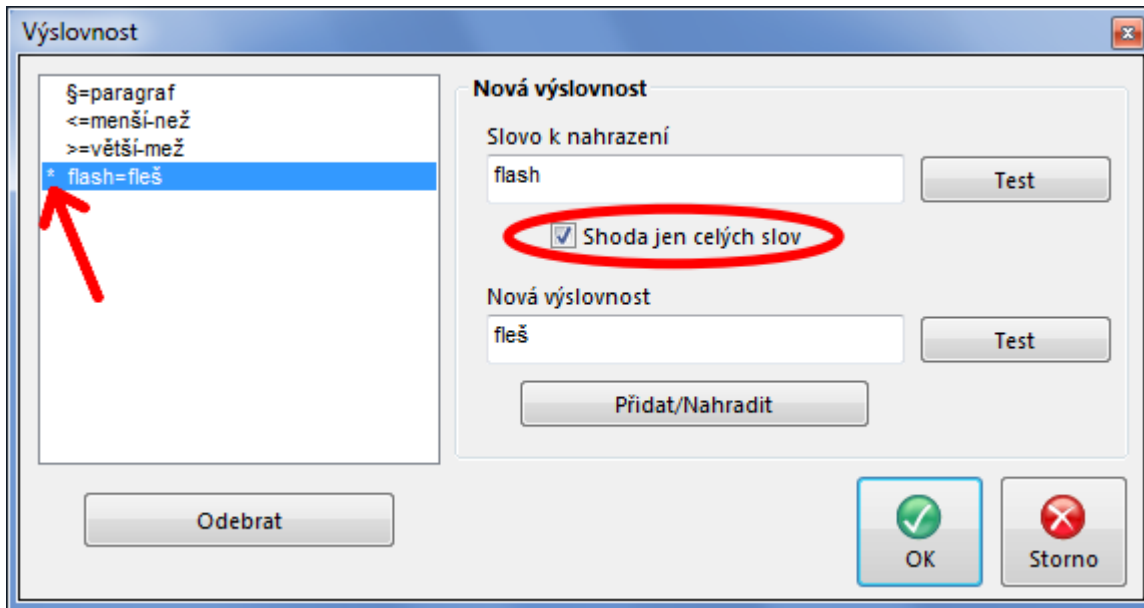 Výslovnost
§=paragraf
<=menší-než
>=větší-mež
* flash=fleš
Odebrat
Nová výslovnost
Slovo k nahrazení
flash
Test
Shoda jen celých slov
Nová výslovnost
fleš
Test
Přidat/Nahradit
OK
Storno